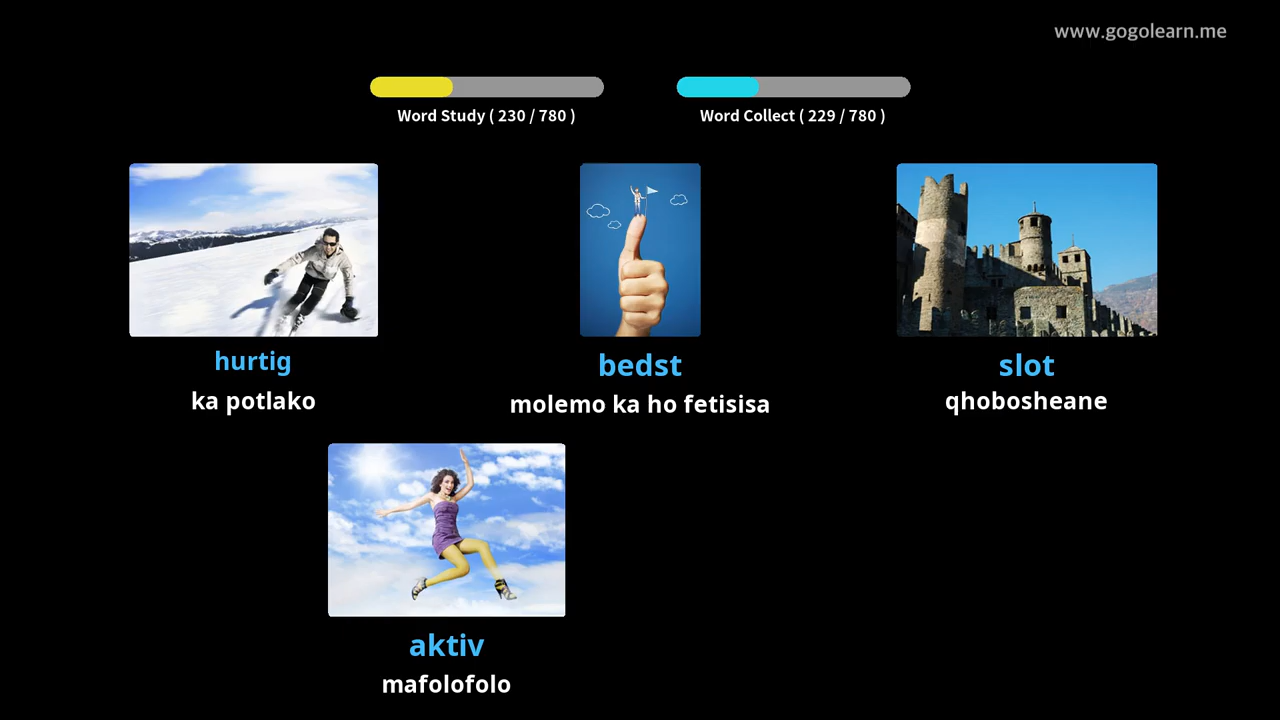 www.gogolearn.me
Word Study ( 230 / 780 )
Word Collect ( 229 / 780 )
hurtig
ka potlako
bedst
molemo ka ho fetisisa
slot
qhobosheane
aktiv
mafolofolo